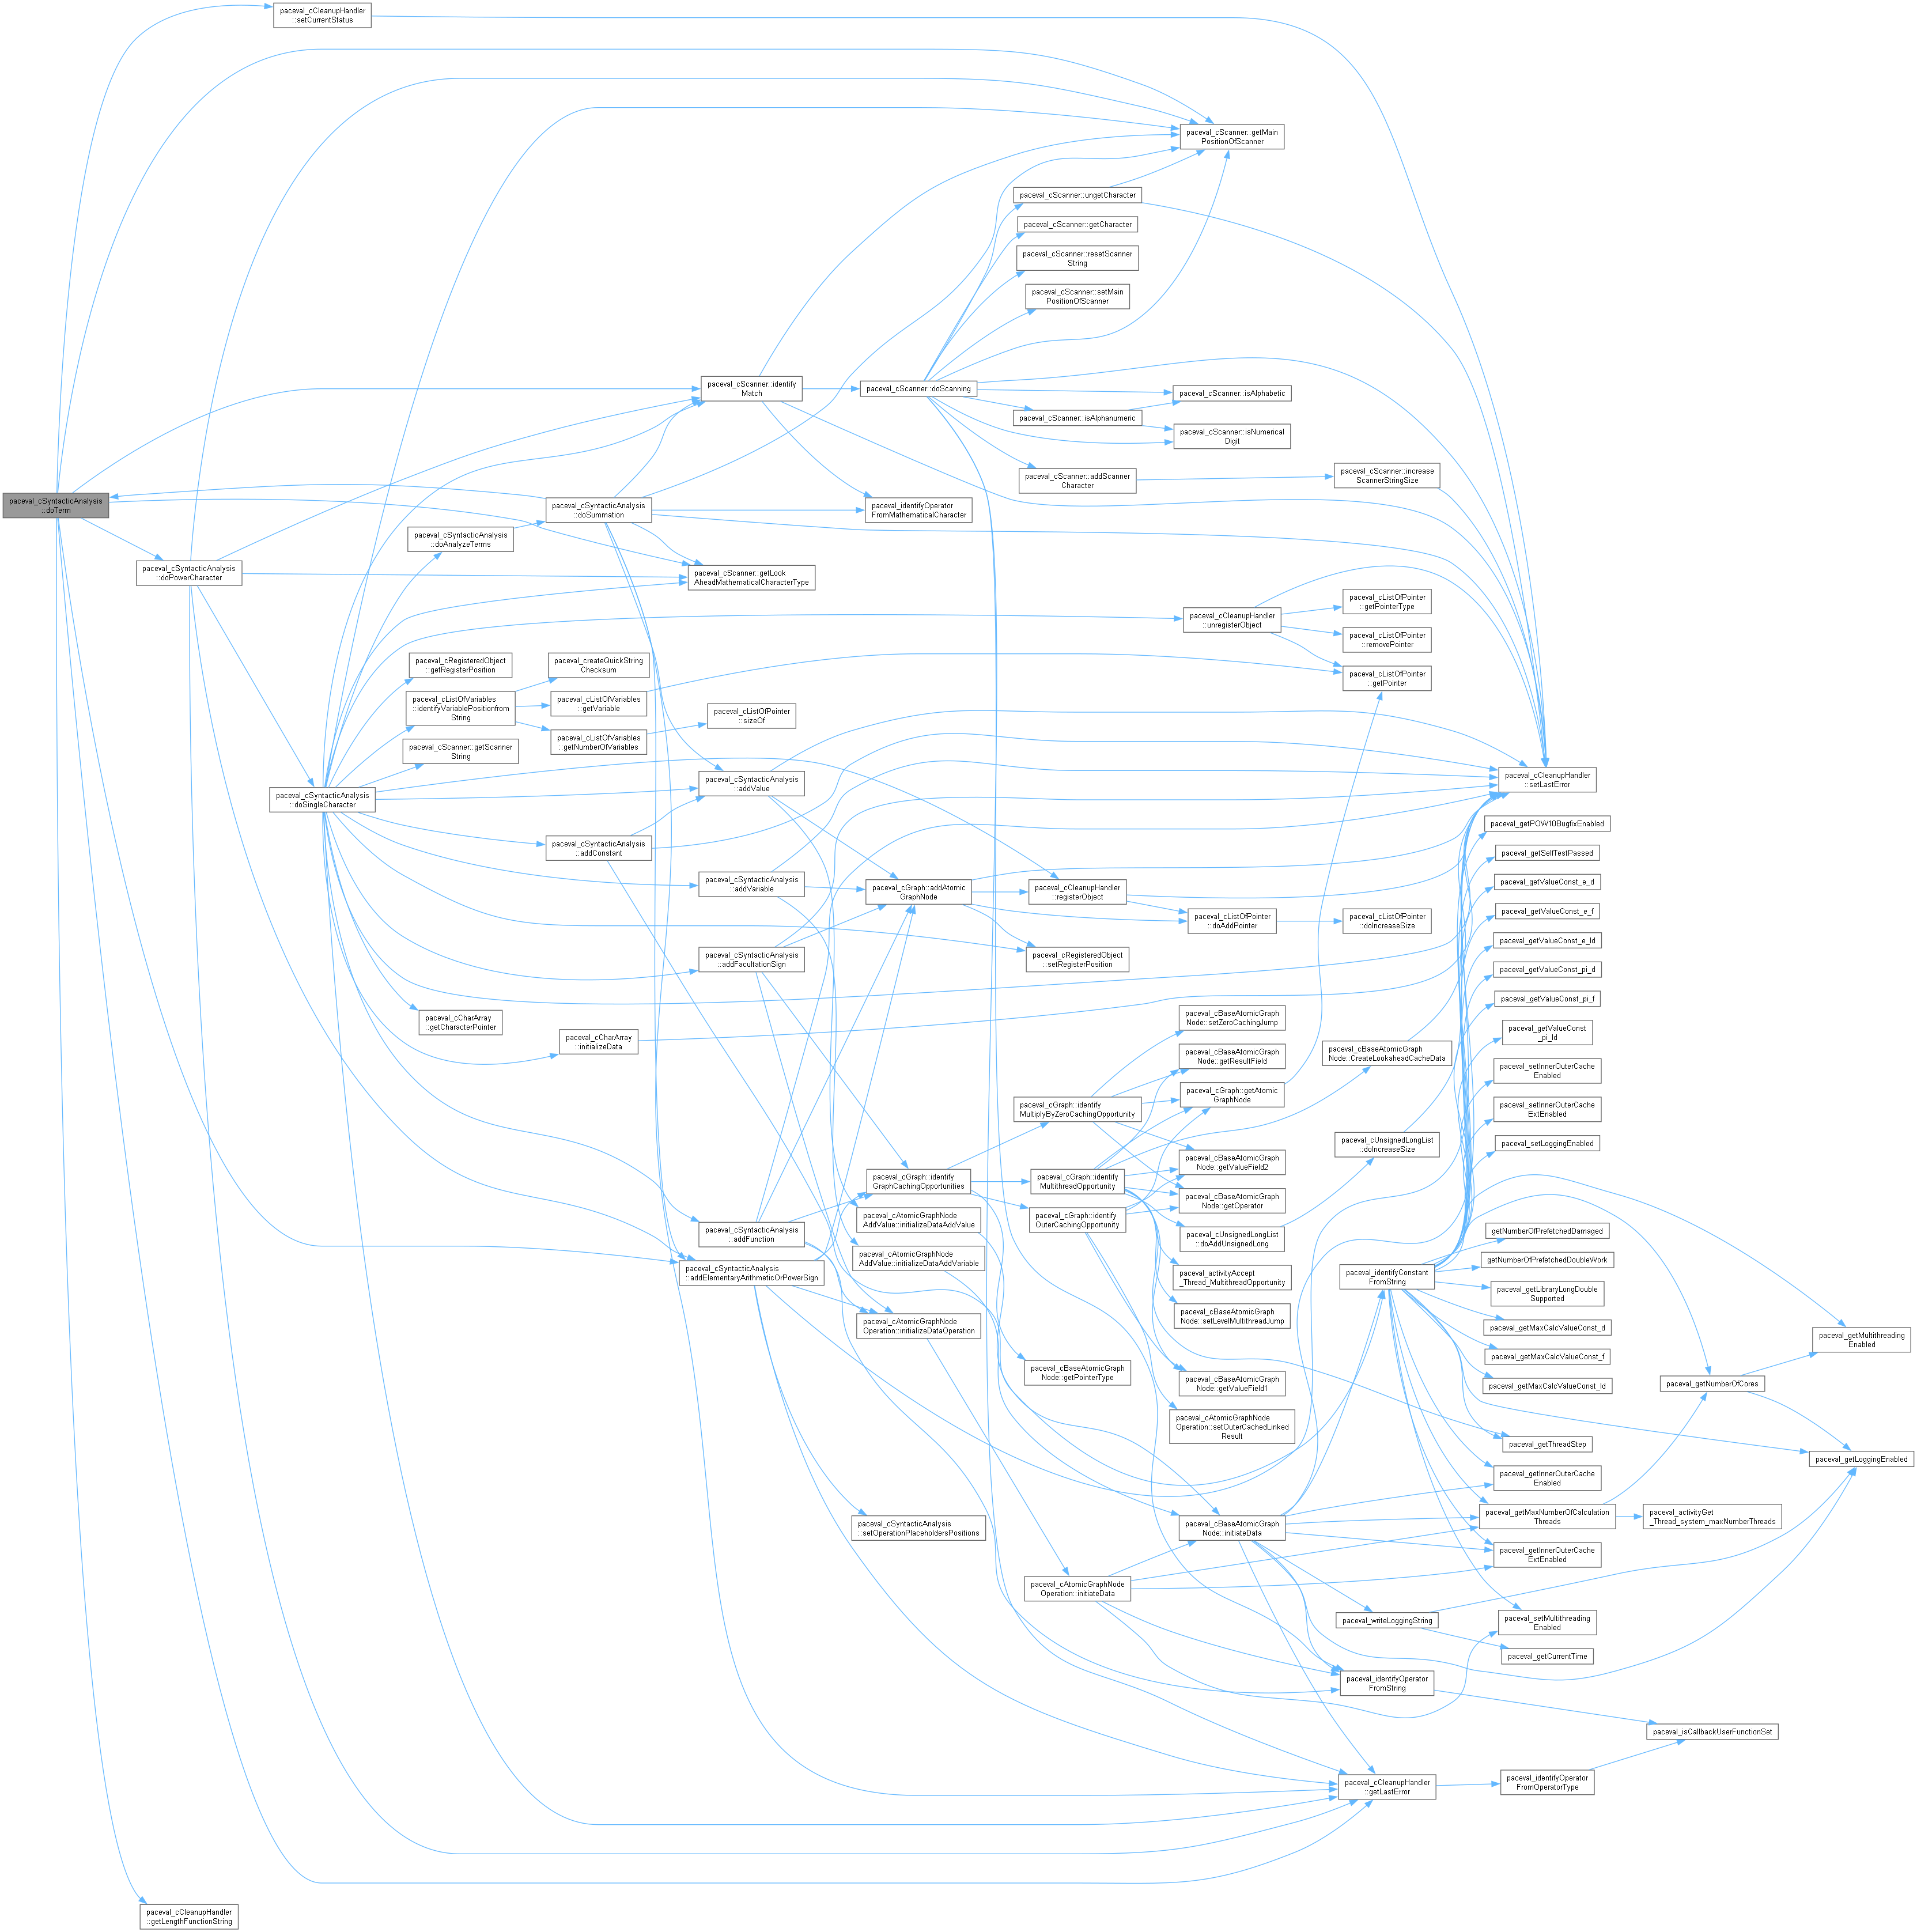 paceval_cCleanupHandler
::setCurrentStatus
paceval_cScanner::getMain
PositionOfScanner
paceval_cScanner::ungetCharacter
paceval_cScanner::getCharacter
paceval_cScanner::resetScanner
String
paceval_cScanner::setMain
PositionOfScanner
paceval_cScanner::identify
Match
paceval_cScanner::doScanning
paceval_cScanner::isAlphabetic
paceval_cScanner::isAlphanumeric
paceval_cScanner::isNumerical
Digit
paceval_cScanner::addScanner
Character
paceval_cScanner::increase
ScannerStringSize
paceval_cSyntacticAnalysis
::doTerm
paceval_cSyntacticAnalysis
::doSummation
paceval_identifyOperator
FromMathematicalCharacter
paceval_cSyntacticAnalysis
::doAnalyzeTerms
paceval_cSyntacticAnalysis
::doPowerCharacter
paceval_cScanner::getLook
AheadMathematicalCharacterType
paceval_cCleanupHandler
::unregisterObject
paceval_cListOfPointer
::getPointerType
paceval_cListOfPointer
::removePointer
paceval_cListOfPointer
::getPointer
paceval_cRegisteredObject
::getRegisterPosition
paceval_createQuickString
Checksum
paceval_cListOfVariables
::identifyVariablePositionfrom
String
paceval_cListOfVariables
::getVariable
paceval_cListOfPointer
::sizeOf
paceval_cListOfVariables
::getNumberOfVariables
paceval_cScanner::getScanner
String
paceval_cSyntacticAnalysis
::addValue
paceval_cCleanupHandler
::setLastError
paceval_cSyntacticAnalysis
::doSingleCharacter
paceval_getPOW10BugfixEnabled
paceval_cSyntacticAnalysis
::addConstant
paceval_getSelfTestPassed
paceval_cSyntacticAnalysis
::addVariable
paceval_cGraph::addAtomic
GraphNode
paceval_cCleanupHandler
::registerObject
paceval_getValueConst_e_d
paceval_cListOfPointer
::doAddPointer
paceval_cListOfPointer
::doIncreaseSize
paceval_getValueConst_e_f
paceval_getValueConst_e_ld
paceval_cSyntacticAnalysis
::addFacultationSign
paceval_cRegisteredObject
::setRegisterPosition
paceval_getValueConst_pi_d
paceval_getValueConst_pi_f
paceval_cCharArray
::getCharacterPointer
paceval_cCharArray
::initializeData
paceval_cBaseAtomicGraph
Node::setZeroCachingJump
paceval_getValueConst
_pi_ld
paceval_cBaseAtomicGraph
Node::getResultField
paceval_cBaseAtomicGraph
Node::CreateLookaheadCacheData
paceval_setInnerOuterCache
Enabled
paceval_cGraph::getAtomic
GraphNode
paceval_cGraph::identify
MultiplyByZeroCachingOpportunity
paceval_setInnerOuterCache
ExtEnabled
paceval_cUnsignedLongList
::doIncreaseSize
paceval_setLoggingEnabled
paceval_cBaseAtomicGraph
Node::getValueField2
paceval_cGraph::identify
GraphCachingOpportunities
paceval_cGraph::identify
MultithreadOpportunity
paceval_cBaseAtomicGraph
Node::getOperator
paceval_cAtomicGraphNode
AddValue::initializeDataAddValue
paceval_cGraph::identify
OuterCachingOpportunity
paceval_cSyntacticAnalysis
::addFunction
paceval_cUnsignedLongList
::doAddUnsignedLong
getNumberOfPrefetchedDamaged
paceval_cAtomicGraphNode
AddValue::initializeDataAddVariable
getNumberOfPrefetchedDoubleWork
paceval_cSyntacticAnalysis
::addElementaryArithmeticOrPowerSign
paceval_activityAccept
_Thread_MultithreadOpportunity
paceval_identifyConstant
FromString
paceval_getLibraryLongDouble
Supported
paceval_cBaseAtomicGraph
Node::setLevelMultithreadJump
paceval_cAtomicGraphNode
Operation::initializeDataOperation
paceval_getMaxCalcValueConst_d
paceval_getMultithreading
Enabled
paceval_getMaxCalcValueConst_f
paceval_cBaseAtomicGraph
Node::getPointerType
paceval_cBaseAtomicGraph
Node::getValueField1
paceval_getMaxCalcValueConst_ld
paceval_getNumberOfCores
paceval_cAtomicGraphNode
Operation::setOuterCachedLinked
Result
paceval_getThreadStep
paceval_getLoggingEnabled
paceval_getInnerOuterCache
Enabled
paceval_getMaxNumberOfCalculation
Threads
paceval_activityGet
_Thread_system_maxNumberThreads
paceval_cSyntacticAnalysis
::setOperationPlaceholdersPositions
paceval_cBaseAtomicGraph
Node::initiateData
paceval_getInnerOuterCache
ExtEnabled
paceval_cAtomicGraphNode
Operation::initiateData
paceval_writeLoggingString
paceval_setMultithreading
Enabled
paceval_getCurrentTime
paceval_identifyOperator
FromString
paceval_isCallbackUserFunctionSet
paceval_cCleanupHandler
::getLastError
paceval_identifyOperator
FromOperatorType
paceval_cCleanupHandler
::getLengthFunctionString